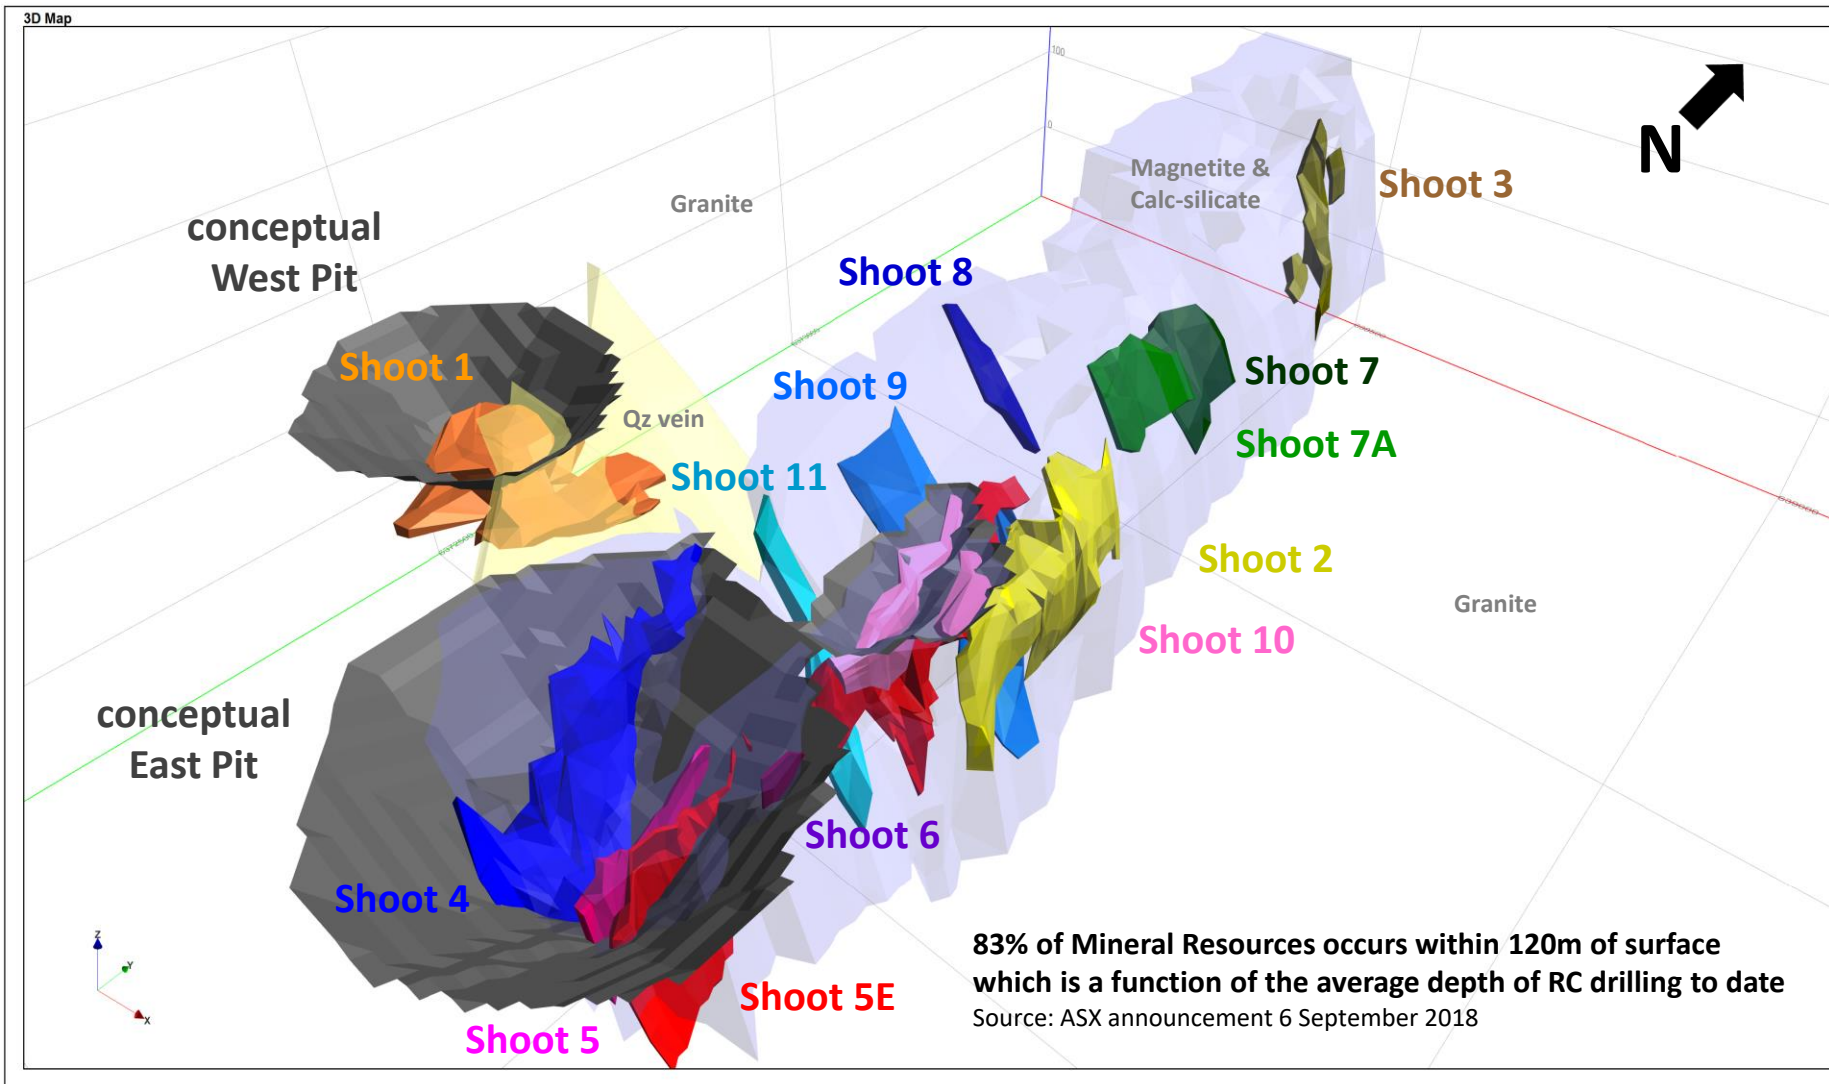 3D Map
100
0
N
Magnetite &
Calc-silicate
Shoot 3
Granite
conceptual
West Pit
Shoot 8
Shoot 1
Shoot 9
Shoot 7
Qz vein
Shoot 7A
Shoot 11
Shoot 2
Granite
Shoot 10
conceptual
East Pit
Shoot 6
Shoot 4
Z
Y
X
83% of Mineral Resources occurs within 120m of surface
which is a function of the average depth of RC drilling to date
Source: ASX announcement 6 September 2018
Shoot 5E
Shoot 5